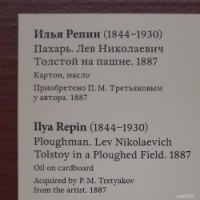 Илья Репин (1844–1930)
Пахарь. Лев Николаевич
Толстой на пашне. 1887
Картон, масло
Приобретено П. М. Третьяковым
у автора. 1887
Ilya Repin (1844–1930)
Ploughman. Lev Nikolaevich
Tolstoy in a Ploughed Field. 1887
Oil on cardboard
Acquired by P. M. Tretyakov
from the artist. 1887